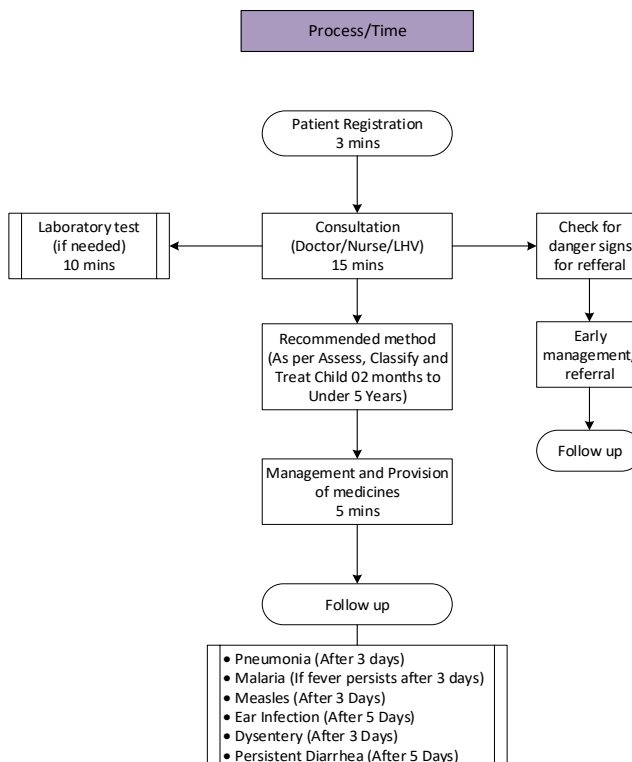 Process/Time
Patient Registration
3 mins
Laboratory test
(if needed)
10 mins
Consultation
(Doctor/Nurse/LHV)
15 mins
Check for
danger signs
for refferal
Recommended method
(As per Assess, Classify and
Treat Child 02 months to
Under 5 Years)
Early
management,
referral
Management and Provision
of medicines
5 mins
Follow up
Follow up
• Pneumonia (After 3 days)
• Malaria (If fever persists after 3 days)
• Measles (After 3 Days)
• Ear Infection (After 5 Days)
• Dysentery (After 3 Days)
• Persistent Diarrhea (After 5 Days)